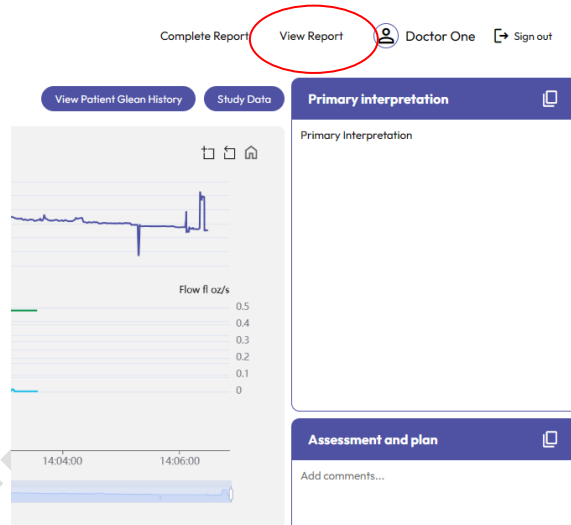 Complete Report View Report Doctor One Sign out
View Patient Glean History Study Data
Primary interpretation
Primary Interpretation
Flow fl oz/s
0.5
0.4
0.3
0.2
0.1
0
14:04:00 14:06:00
Assessment and plan
Add comments...